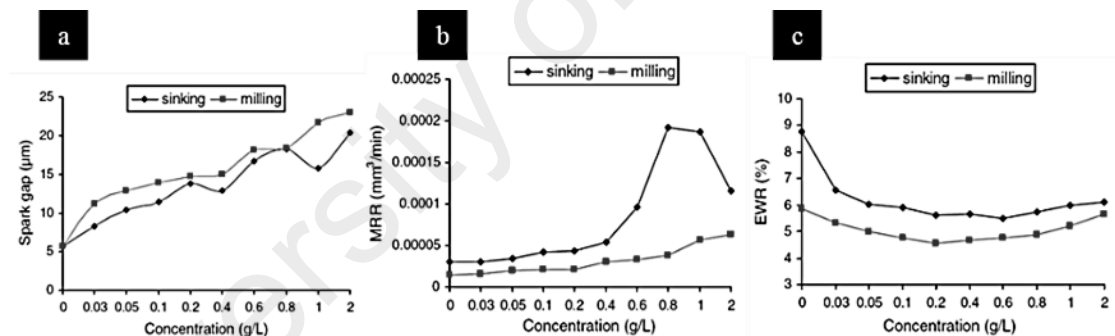 a
sinking milling
25
20
15
10
5
0
Spark gap (µm)
0 0.03 0.05 0.1 0.2 0.4 0.6 0.8 1 2
Concentration (g/L)
b
sinking milling
0.00025
0.0002
0.00015
0.0001
0.00005
0
MRR (mm³/min)
0 0.03 0.05 0.1 0.2 0.4 0.6 0.8 1 2
Concentration (g/L)
c
sinking milling
10
9
8
7
6
5
4
3
EWR (%)
0 0.03 0.05 0.1 0.2 0.4 0.6 0.8 1 2
Concentration (g/L)
ersity o